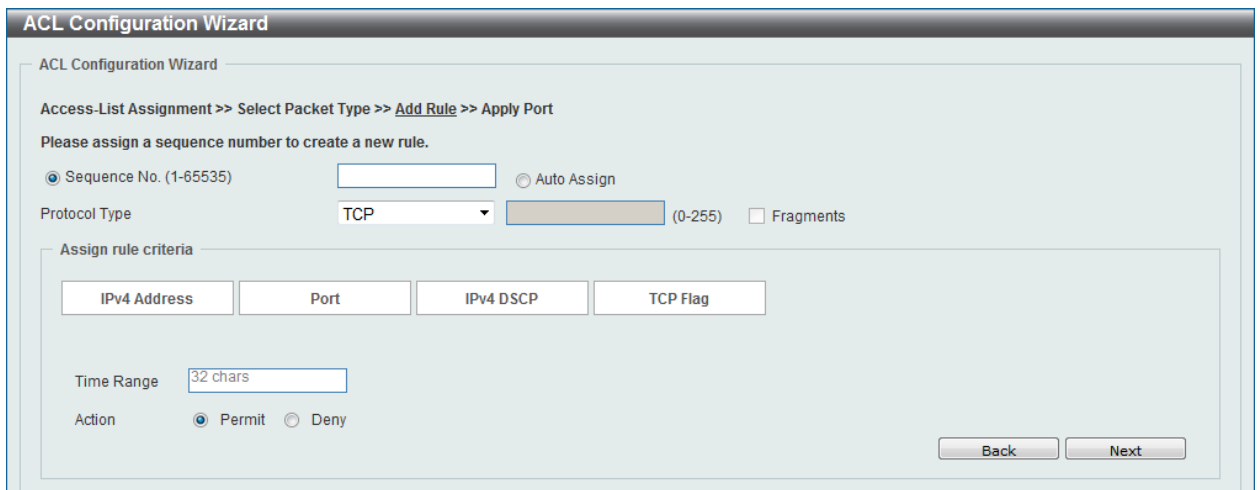 ACL Configuration Wizard
ACL Configuration Wizard
Access-List Assignment >> Select Packet Type >> Add Rule >> Apply Port
Please assign a sequence number to create a new rule.
Sequence No. (1-65535) Auto Assign
Protocol Type TCP (0-255) Fragments
Assign rule criteria
IPv4 Address Port IPv4 DSCP TCP Flag
Time Range 32 chars
Action Permit Deny
Back Next